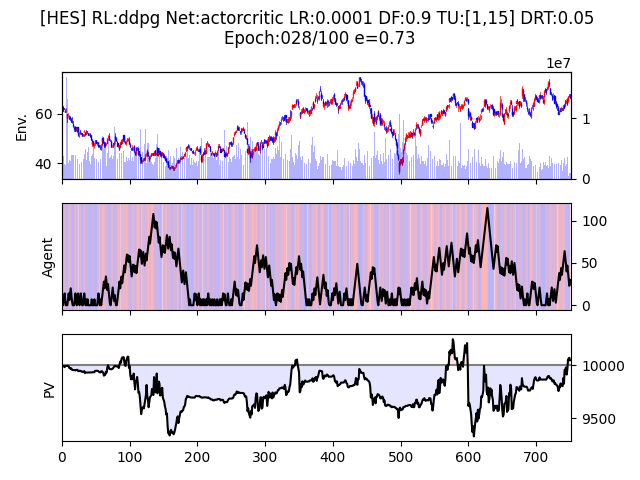 [HES] RL:ddpg Net:actorcritic LR:0.0001 DF:0.9 TU:[1,15] DRT:0.05
Epoch:028/100 e=0.73
1e7
60
40
Env.
1
0
Agent
100
50
0
PV
10000
9500
0 100 200 300 400 500 600 700